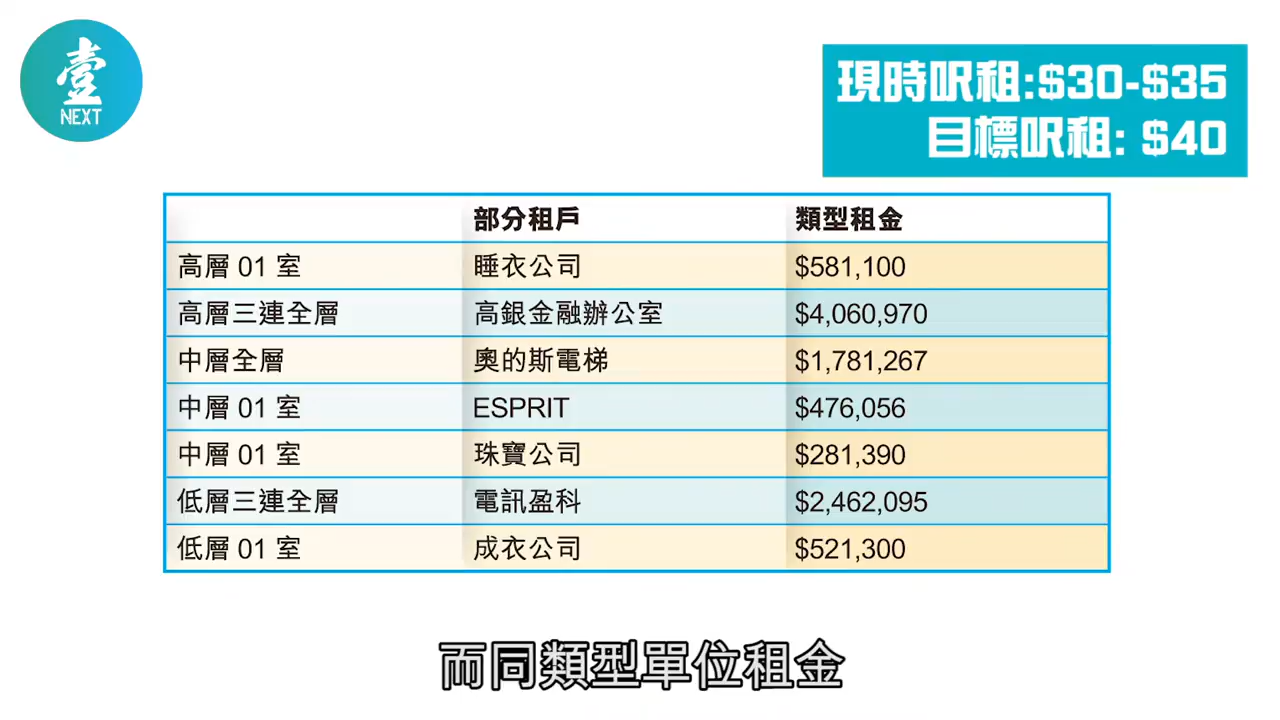 壹
NEXT
現時呎租:$30-$35
目標呎租: $40
部分租戶 類型租金
高層 01 室 睡衣公司 $581,100
高層三連全層 高銀金融辦公室 $4,060,970
中層全層 奧的斯電梯 $1,781,267
中層 01 室 ESPRIT $476,056
中層 01 室 珠寶公司 $281,390
低層三連全層 電訊盈科 $2,462,095
低層 01 室 成衣公司 $521,300
而同類型單位租金